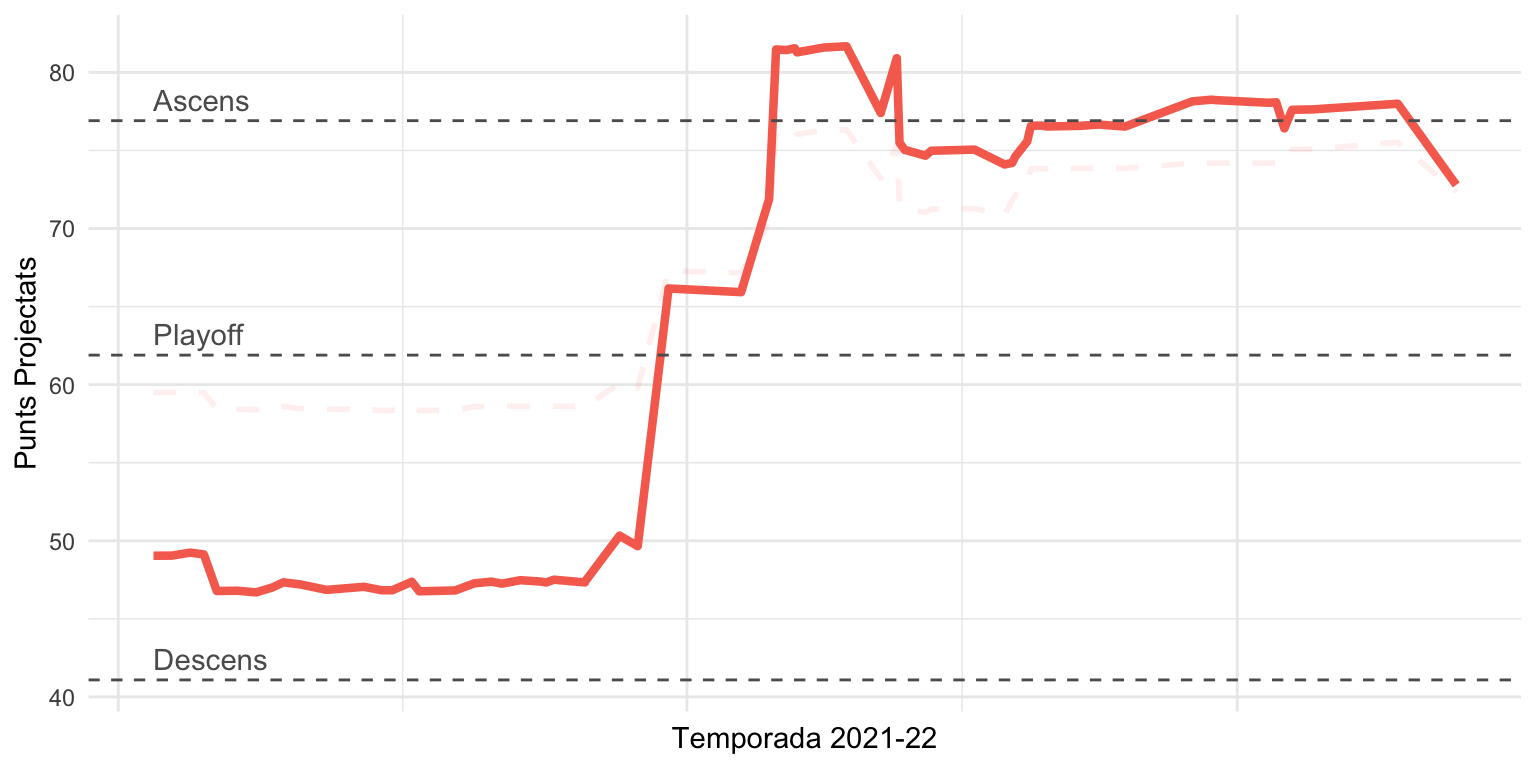 80
70
60
50
40
Punts Projectats
Ascens
Playoff
Descens
Temporada 2021-22